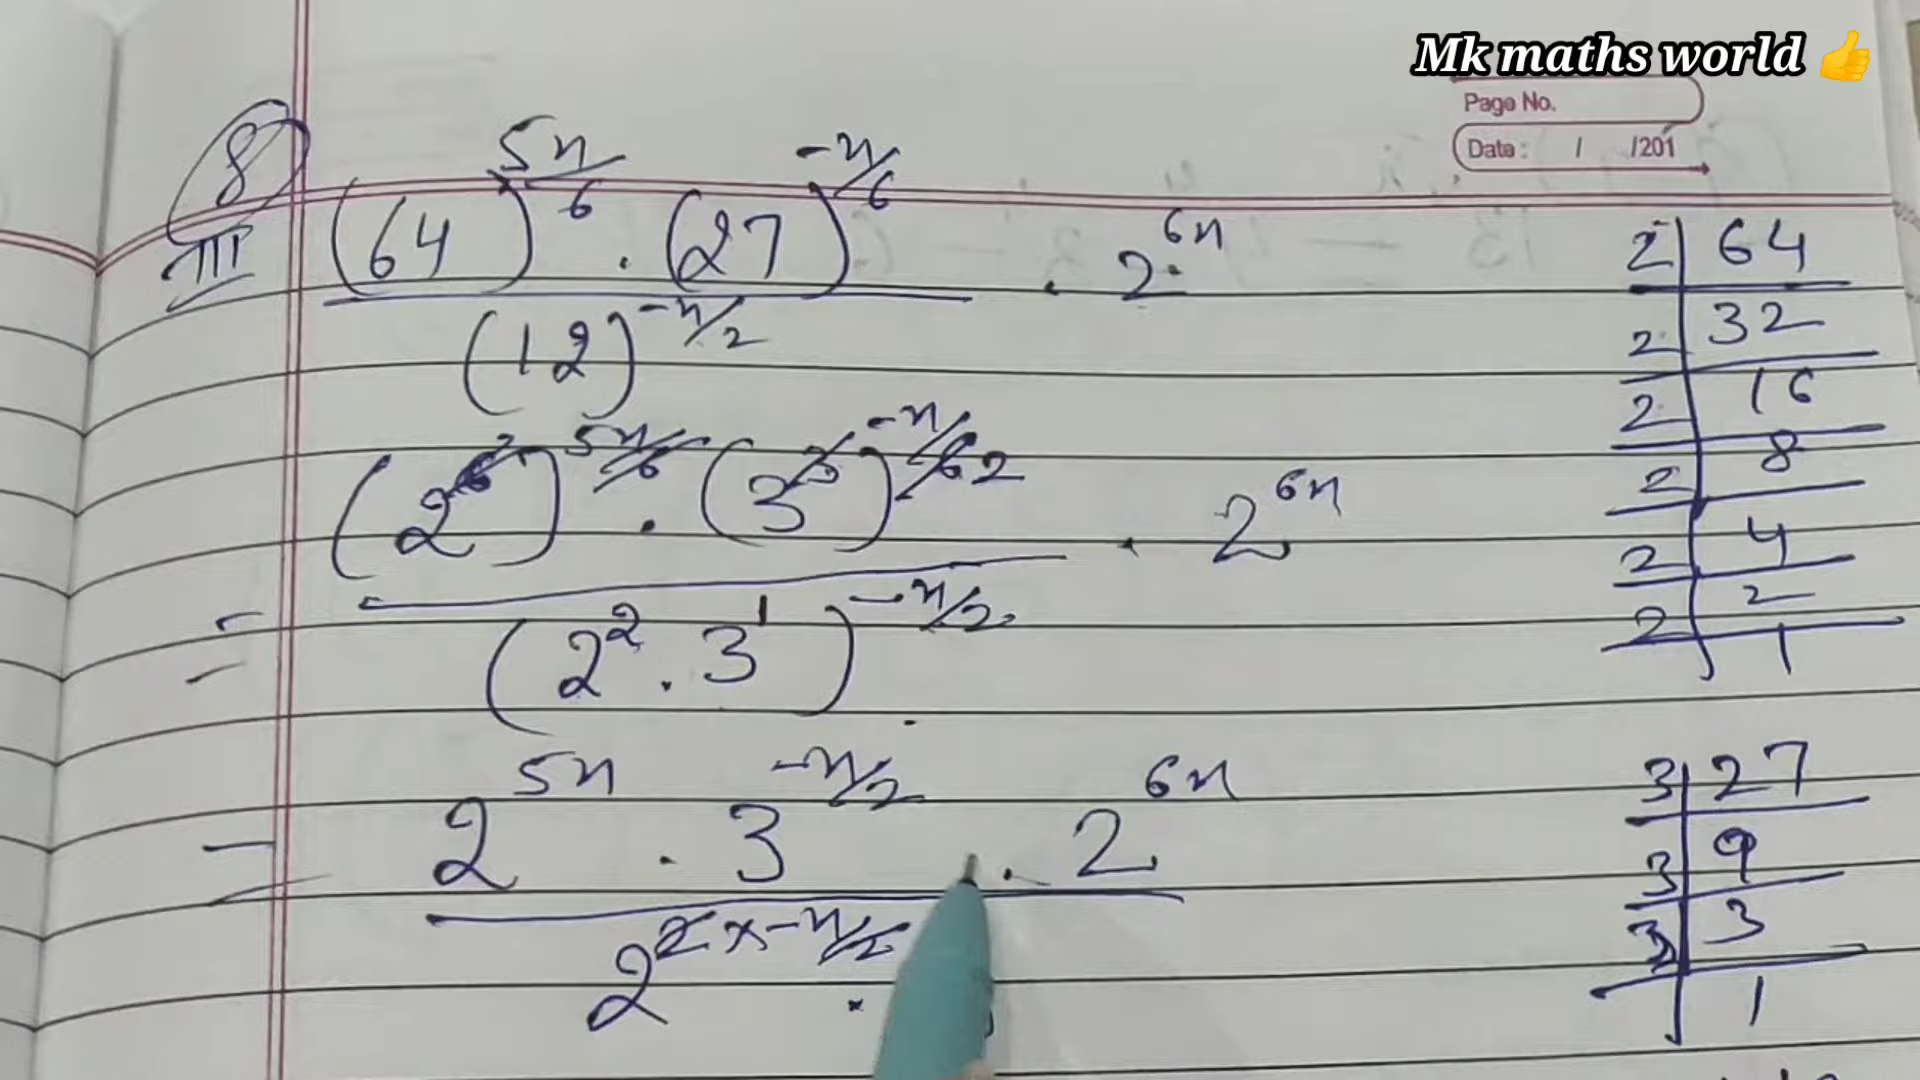 Mk maths world 👍
Page No.
Date : / /201
8
III
(64)^5n/6 . (27)^-n/6 . 2^6n
(12)^-n/2
= (2^6)^5n/6 . (3^3)^-n/6 2 . 2^6n
(2^2 . 3^1)^-n/2
= 2^5n . 3^-n/2 . 2^6n
2^2x-n/2 .
2 | 64
2 | 32
2 | 16
2 | 8
2 | 4
2 | 2
1
3 | 27
3 | 9
3 | 3
1